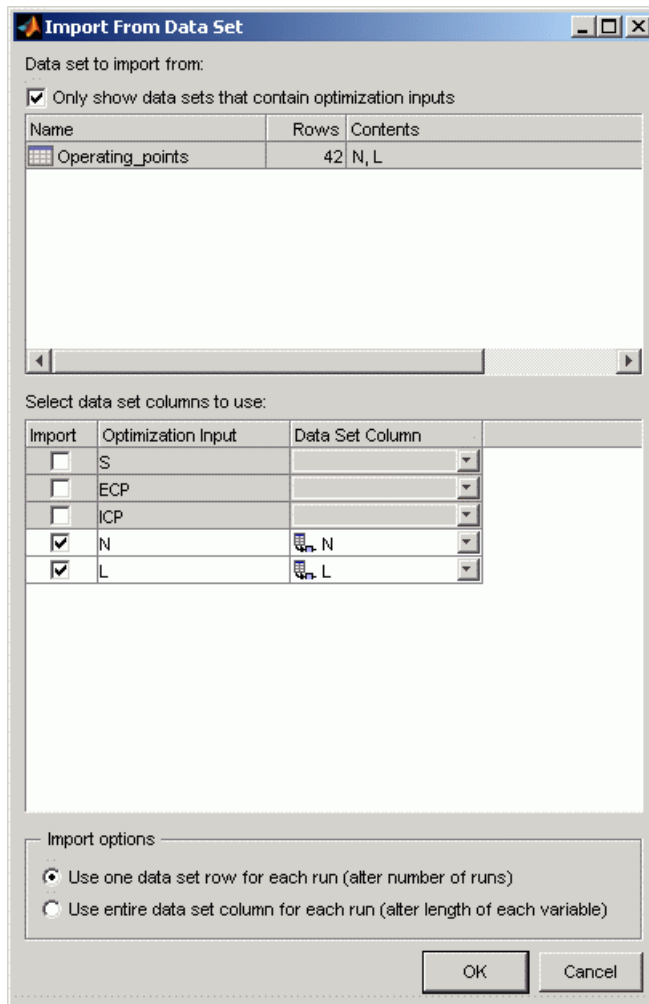 Import From Data Set
Data set to import from:
Only show data sets that contain optimization inputs
Name Rows Contents
Operating_points 42 N, L
Select data set columns to use:
Import Optimization Input Data Set Column
S
ECP
ICP
N N
L L
Import options
Use one data set row for each run (alter number of runs)
Use entire data set column for each run (alter length of each variable)
OK Cancel